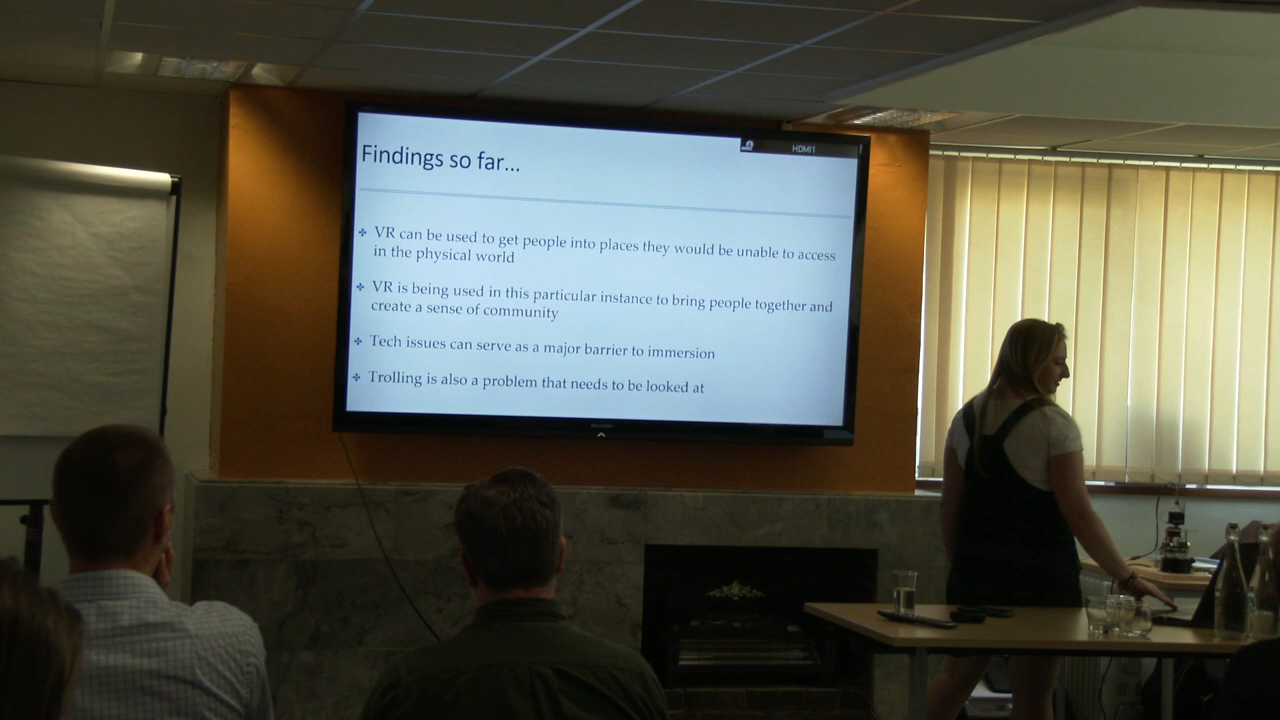 HDMI1
Findings so far...
❖ VR can be used to get people into places they would be unable to access
in the physical world
❖ VR is being used in this particular instance to bring people together and
create a sense of community
❖ Tech issues can serve as a major barrier to immersion
❖ Trolling is also a problem that needs to be looked at
SHARP